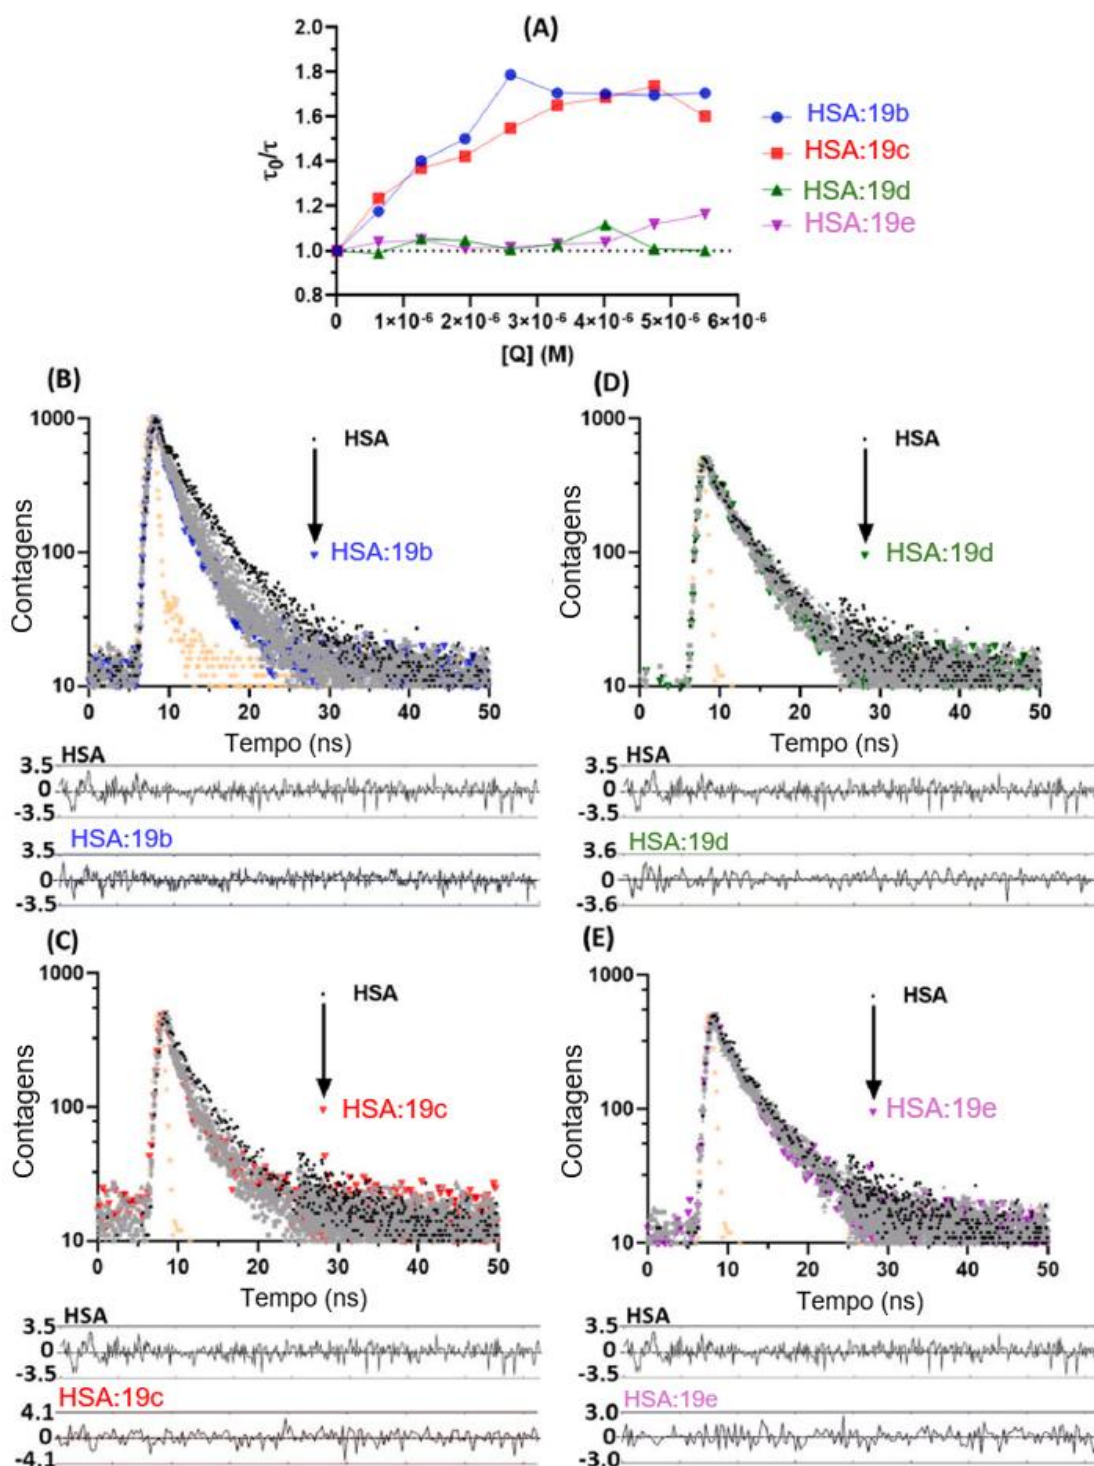 (A)
2.0
1.8
1.6
1.4
1.2
1.0
0.8
τ₀/τ
0 1×10⁻⁶ 2×10⁻⁶ 3×10⁻⁶ 4×10⁻⁶ 5×10⁻⁶ 6×10⁻⁶
[Q] (M)
HSA:19b
HSA:19c
HSA:19d
HSA:19e
(B)
1000
100
10
Contagens
HSA
HSA:19b
0 10 20 30 40 50
Tempo (ns)
HSA
3.5
0
-3.5
HSA:19b
3.5
0
-3.5
(D)
1000
100
10
Contagens
HSA
HSA:19d
0 10 20 30 40 50
Tempo (ns)
HSA
3.5
0
-3.5
HSA:19d
3.6
0
-3.6
(C)
1000
100
10
Contagens
HSA
HSA:19c
0 10 20 30 40 50
Tempo (ns)
HSA
3.5
0
-3.5
HSA:19c
4.1
0
-4.1
(E)
1000
100
10
Contagens
HSA
HSA:19e
0 10 20 30 40 50
Tempo (ns)
HSA
3.5
0
-3.5
HSA:19e
3.0
0
-3.0